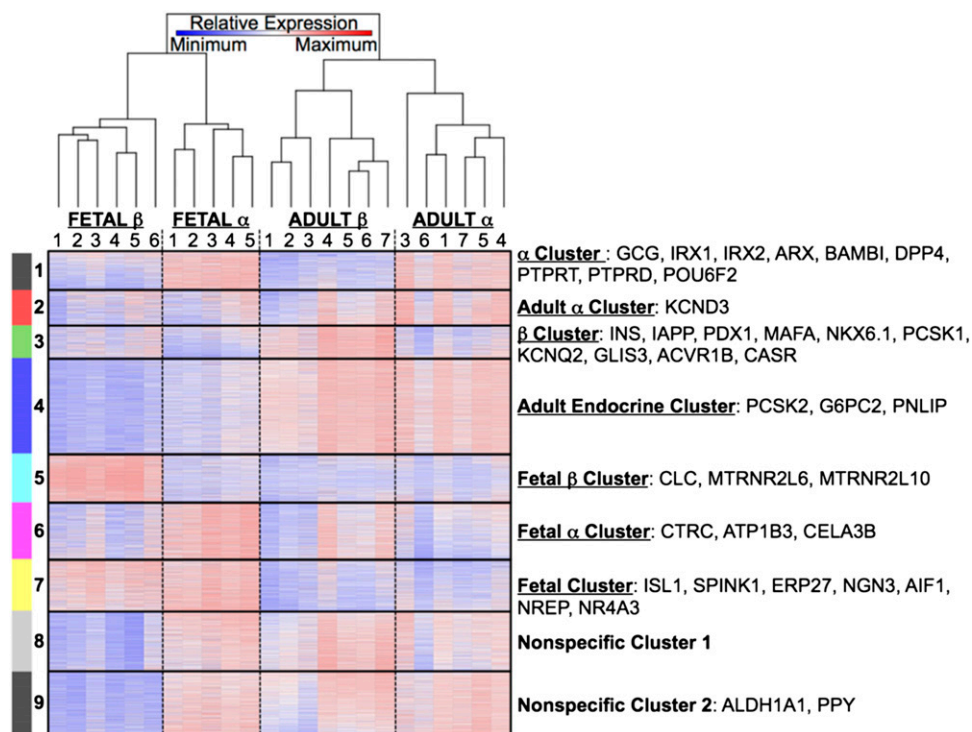 Relative Expression
Minimum Maximum
FETAL β FETAL α ADULT β ADULT α
1 2 3 4 5 6 1 2 3 4 5 1 2 3 4 5 6 7 3 6 1 7 5 4
1
α Cluster : GCG, IRX1, IRX2, ARX, BAMBI, DPP4,
PTPRT, PTPRD, POU6F2
2
Adult α Cluster: KCND3
3
β Cluster: INS, IAPP, PDX1, MAFA, NKX6.1, PCSK1,
KCNQ2, GLIS3, ACVR1B, CASR
4
Adult Endocrine Cluster: PCSK2, G6PC2, PNLIP
5
Fetal β Cluster: CLC, MTRNR2L6, MTRNR2L10
6
Fetal α Cluster: CTRC, ATP1B3, CELA3B
7
Fetal Cluster: ISL1, SPINK1, ERP27, NGN3, AIF1,
NREP, NR4A3
8
Nonspecific Cluster 1
9
Nonspecific Cluster 2: ALDH1A1, PPY